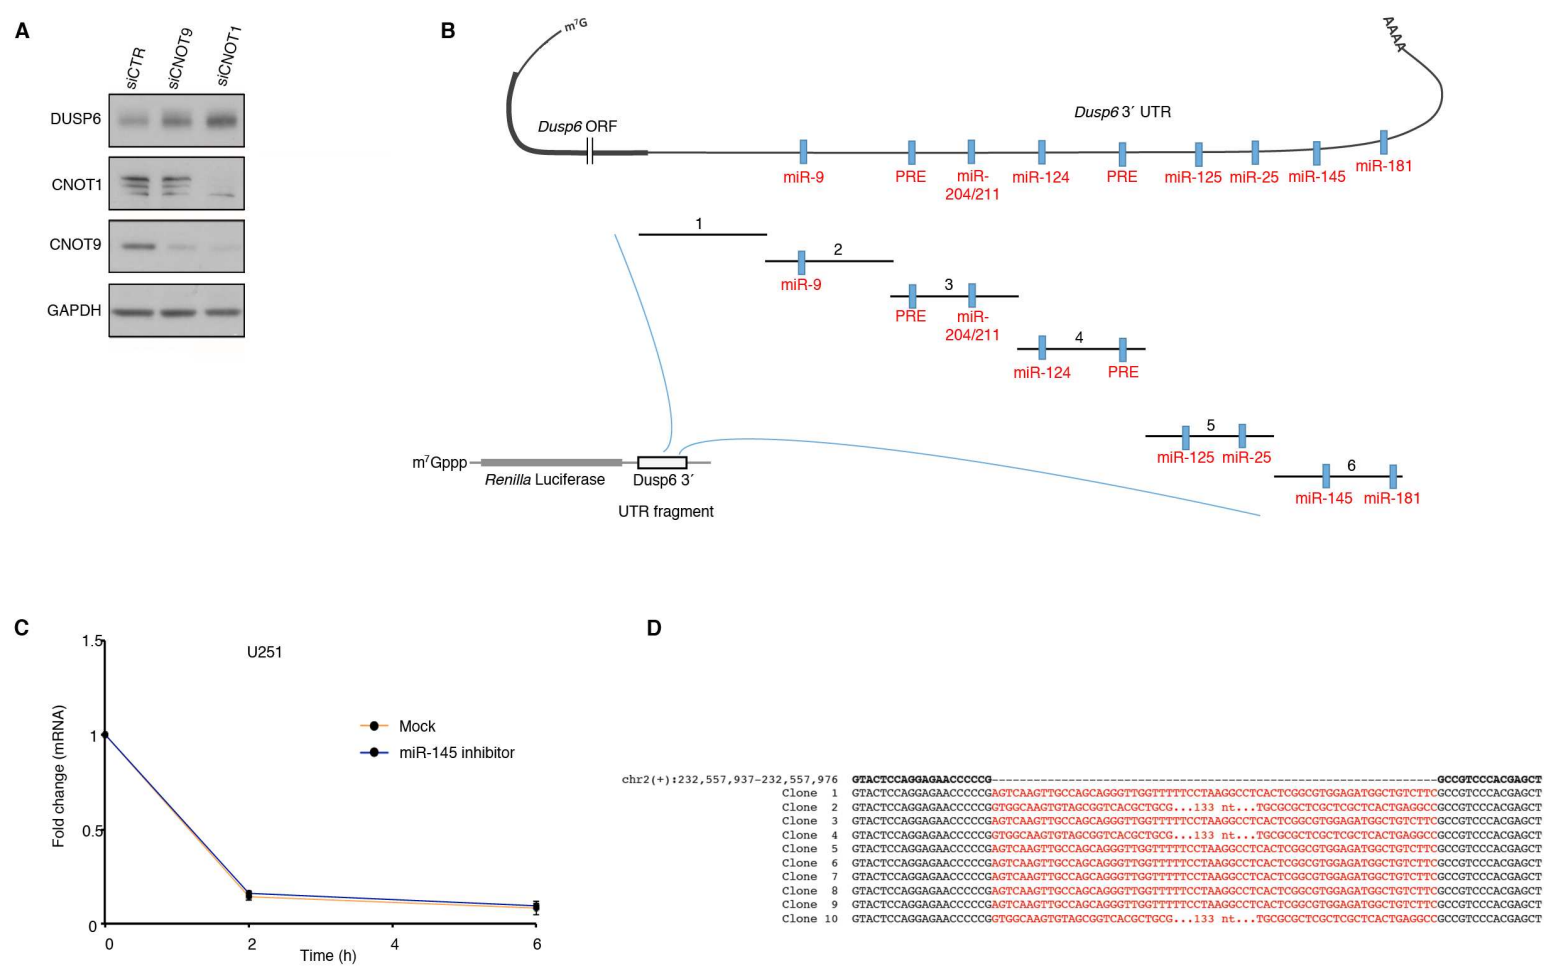 A
siCTR
siCNOT9
siCNOT1
DUSP6
CNOT1
CNOT9
GAPDH
B
m⁷G
AAAA
Dusp6 ORF
Dusp6 3´ UTR
miR-9
PRE
miR-
204/211
miR-124
PRE
miR-125
miR-25
miR-145
miR-181
1
2
miR-9
3
PRE
miR-
204/211
4
miR-124
PRE
5
miR-125
miR-25
6
miR-145
miR-181
m⁷Gppp
Renilla Luciferase
Dusp6 3´
UTR fragment
C
U251
1.5
1
0.5
0
Fold change (mRNA)
Mock
miR-145 inhibitor
0
2
4
6
Time (h)
D
chr2(+):232,557,937-232,557,976 GTACTCCAGGAGAACCCCCG------------------------------------------------------------GCCGTCCCACGAGCT
Clone 1 GTACTCCAGGAGAACCCCCGAGTCAAGTTGCCAGCAGGGTTGGTTTTTCCTAAGGCCTCACTCGGCGTGGAGATGGCTGTCTTCGCCGTCCCACGAGCT
Clone 2 GTACTCCAGGAGAACCCCCGGTGGCAAGTGTAGCGGTCACGCTGCG...133 nt...TGCGCGCTCGCTCGCTCACTGAGGCCGCCGTCCCACGAGCT
Clone 3 GTACTCCAGGAGAACCCCCGAGTCAAGTTGCCAGCAGGGTTGGTTTTTCCTAAGGCCTCACTCGGCGTGGAGATGGCTGTCTTCGCCGTCCCACGAGCT
Clone 4 GTACTCCAGGAGAACCCCCGGTGGCAAGTGTAGCGGTCACGCTGCG...133 nt...TGCGCGCTCGCTCGCTCACTGAGGCCGCCGTCCCACGAGCT
Clone 5 GTACTCCAGGAGAACCCCCGAGTCAAGTTGCCAGCAGGGTTGGTTTTTCCTAAGGCCTCACTCGGCGTGGAGATGGCTGTCTTCGCCGTCCCACGAGCT
Clone 6 GTACTCCAGGAGAACCCCCGAGTCAAGTTGCCAGCAGGGTTGGTTTTTCCTAAGGCCTCACTCGGCGTGGAGATGGCTGTCTTCGCCGTCCCACGAGCT
Clone 7 GTACTCCAGGAGAACCCCCGAGTCAAGTTGCCAGCAGGGTTGGTTTTTCCTAAGGCCTCACTCGGCGTGGAGATGGCTGTCTTCGCCGTCCCACGAGCT
Clone 8 GTACTCCAGGAGAACCCCCGAGTCAAGTTGCCAGCAGGGTTGGTTTTTCCTAAGGCCTCACTCGGCGTGGAGATGGCTGTCTTCGCCGTCCCACGAGCT
Clone 9 GTACTCCAGGAGAACCCCCGAGTCAAGTTGCCAGCAGGGTTGGTTTTTCCTAAGGCCTCACTCGGCGTGGAGATGGCTGTCTTCGCCGTCCCACGAGCT
Clone 10 GTACTCCAGGAGAACCCCCGGTGGCAAGTGTAGCGGTCACGCTGCG...133 nt...TGCGCGCTCGCTCGCTCACTGAGGCCGCCGTCCCACGAGCT